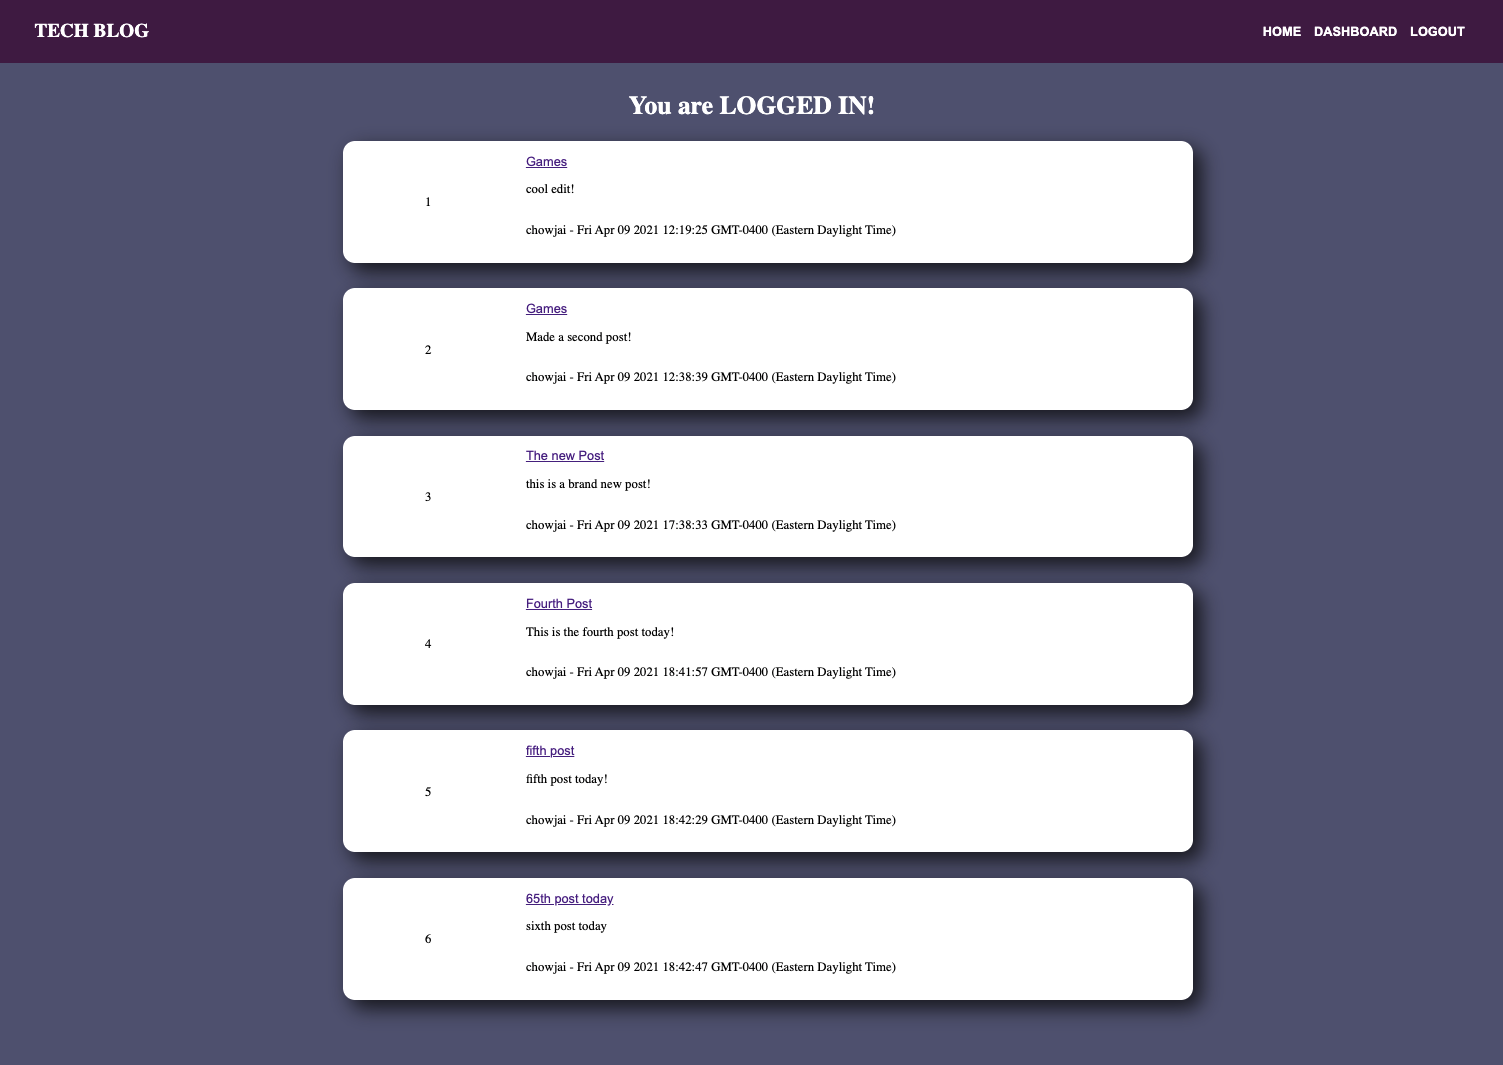 TECH BLOG
HOME DASHBOARD LOGOUT
You are LOGGED IN!
Games
cool edit!
1
chowjai - Fri Apr 09 2021 12:19:25 GMT-0400 (Eastern Daylight Time)
Games
Made a second post!
2
chowjai - Fri Apr 09 2021 12:38:39 GMT-0400 (Eastern Daylight Time)
The new Post
this is a brand new post!
3
chowjai - Fri Apr 09 2021 17:38:33 GMT-0400 (Eastern Daylight Time)
Fourth Post
This is the fourth post today!
4
chowjai - Fri Apr 09 2021 18:41:57 GMT-0400 (Eastern Daylight Time)
fifth post
fifth post today!
5
chowjai - Fri Apr 09 2021 18:42:29 GMT-0400 (Eastern Daylight Time)
65th post today
sixth post today
6
chowjai - Fri Apr 09 2021 18:42:47 GMT-0400 (Eastern Daylight Time)